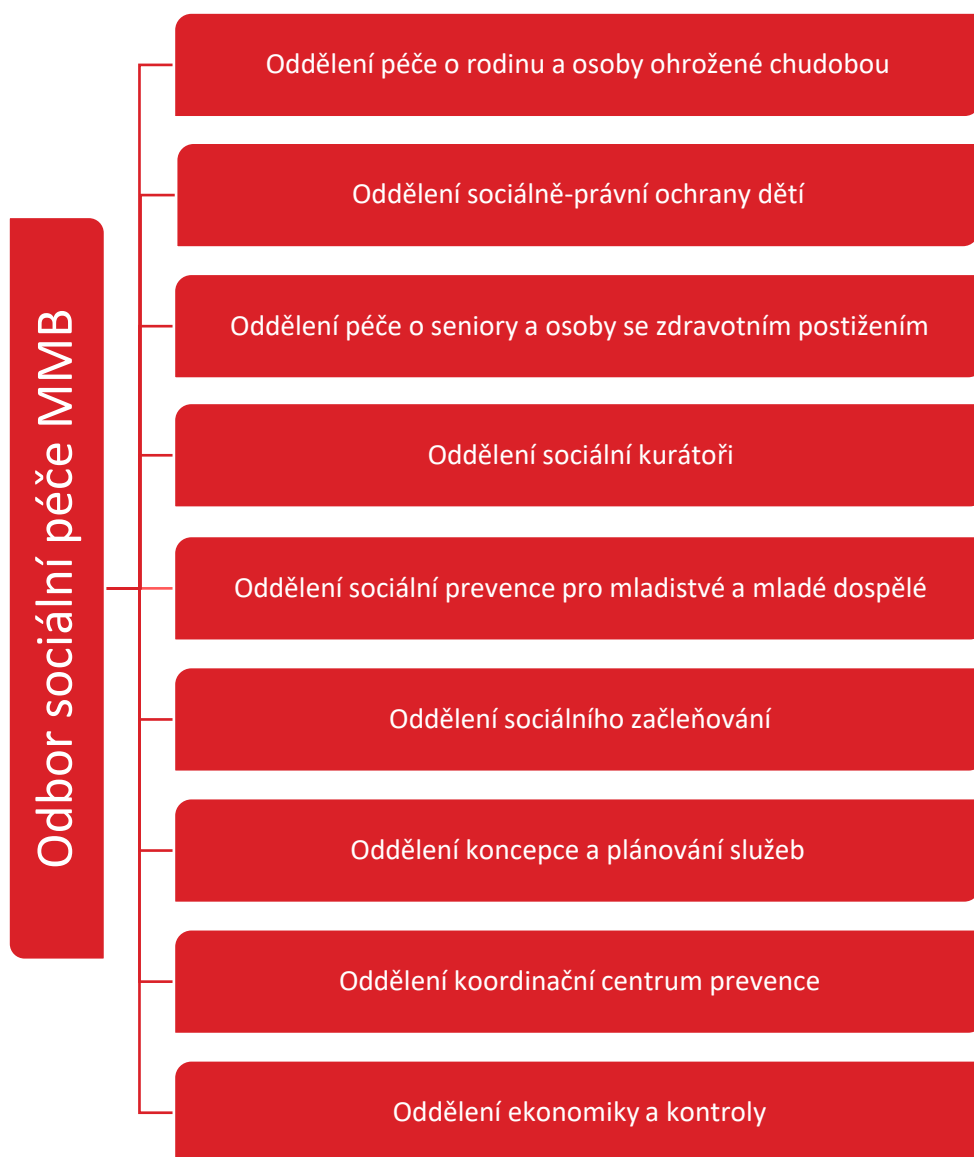 Odbor sociální péče MMB
Oddělení péče o rodinu a osoby ohrožené chudobou
Oddělení sociálně-právní ochrany dětí
Oddělení péče o seniory a osoby se zdravotním postižením
Oddělení sociální kurátoři
Oddělení sociální prevence pro mladistvé a mladé dospělé
Oddělení sociálního začleňování
Oddělení koncepce a plánování služeb
Oddělení koordinační centrum prevence
Oddělení ekonomiky a kontroly